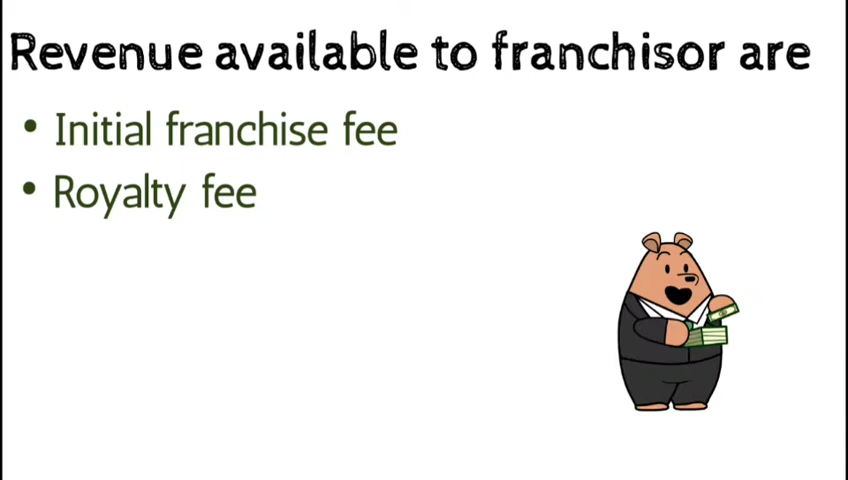 Revenue available to franchisor are
• Initial franchise fee
• Royalty fee